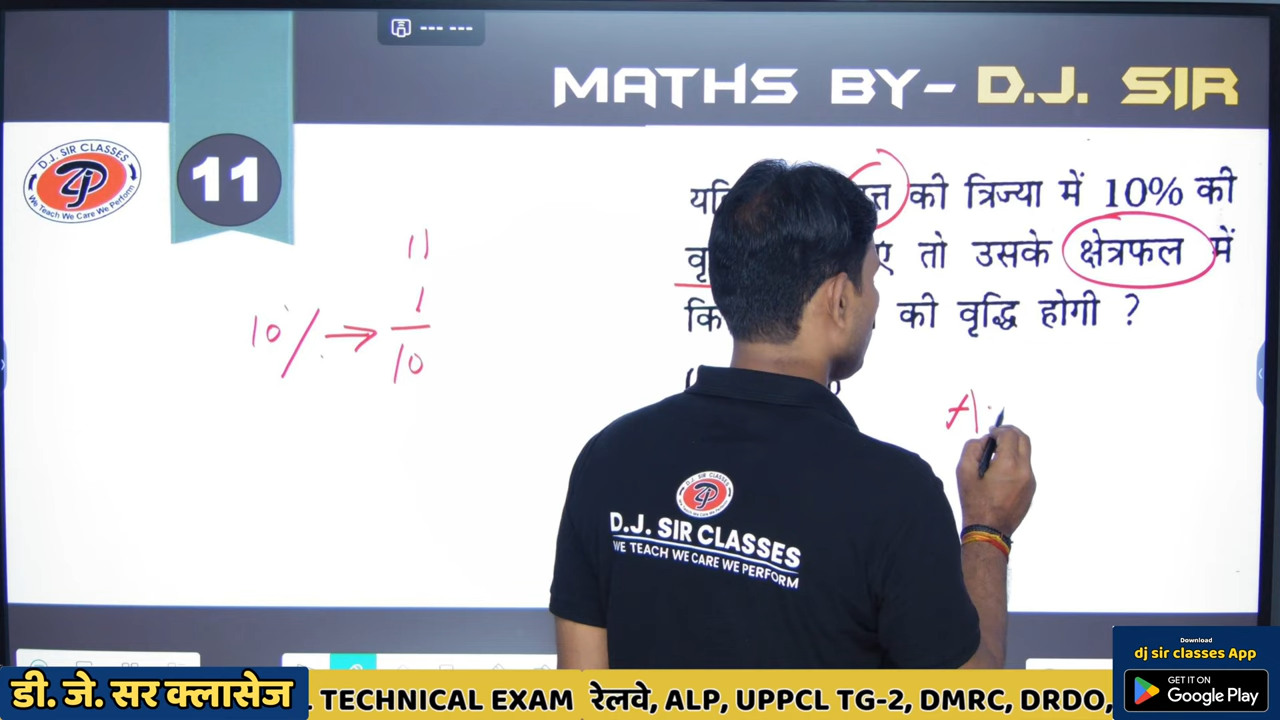 MATHS BY- D.J. SIR
D.J. SIR CLASSES
We Teach We Care We Perform
11
की त्रिज्या में 10% की
तो उसके क्षेत्रफल में
की वृद्धि होगी ?
11
10% → 1
10
A
D.J. SIR CLASSES
D.J. SIR CLASSES
WE TEACH WE CARE WE PERFORM
Download
dj sir classes App
GET IT ON
Google Play
डी. जे. सर क्लासेज
TECHNICAL EXAM रेलवे, ALP, UPPCL TG-2, DMRC, DRDO,